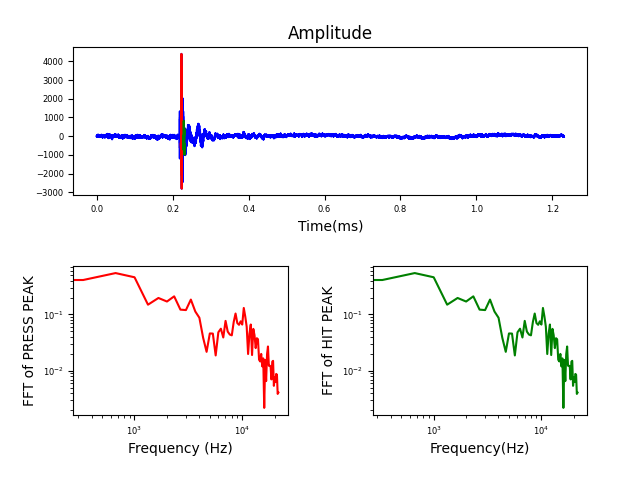 Amplitude
4000
3000
2000
1000
0
−1000
−2000
−3000
0.0 0.2 0.4 0.6 0.8 1.0 1.2
Time(ms)
FFT of PRESS PEAK
10⁻¹
10⁻²
10³ 10⁴
Frequency (Hz)
FFT of HIT PEAK
10⁻¹
10⁻²
10³ 10⁴
Frequency(Hz)